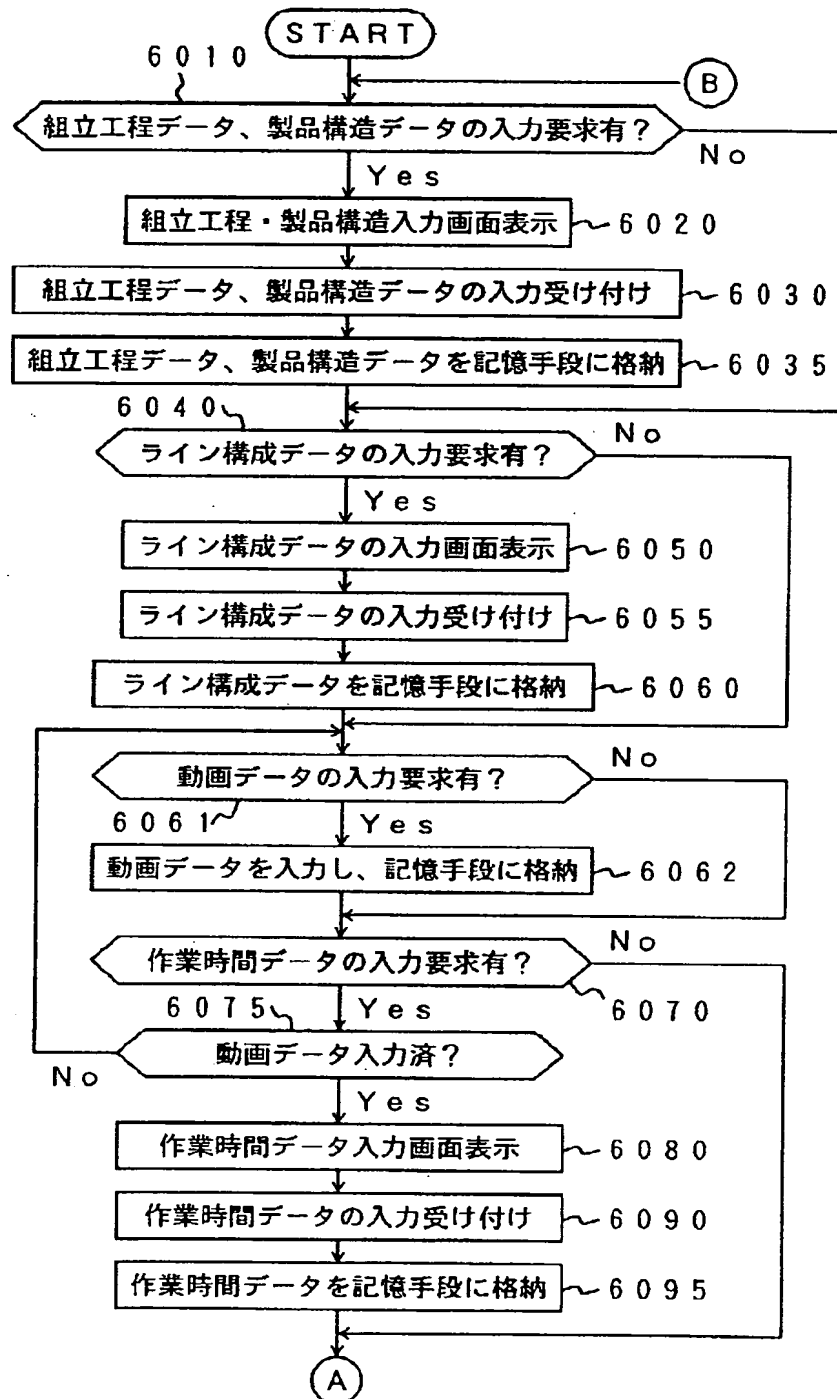 START
6010
B
組立工程データ、製品構造データの入力要求有？
No
Yes
組立工程・製品構造入力画面表示
6020
組立工程データ、製品構造データの入力受け付け
6030
組立工程データ、製品構造データを記憶手段に格納
6035
6040
No
ライン構成データの入力要求有？
Yes
ライン構成データの入力画面表示
6050
ライン構成データの入力受け付け
6055
ライン構成データを記憶手段に格納
6060
No
動画データの入力要求有？
6061
Yes
動画データを入力し、記憶手段に格納
6062
No
作業時間データの入力要求有？
6070
6075
Yes
動画データ入力済？
No
Yes
作業時間データ入力画面表示
6080
作業時間データの入力受け付け
6090
作業時間データを記憶手段に格納
6095
A